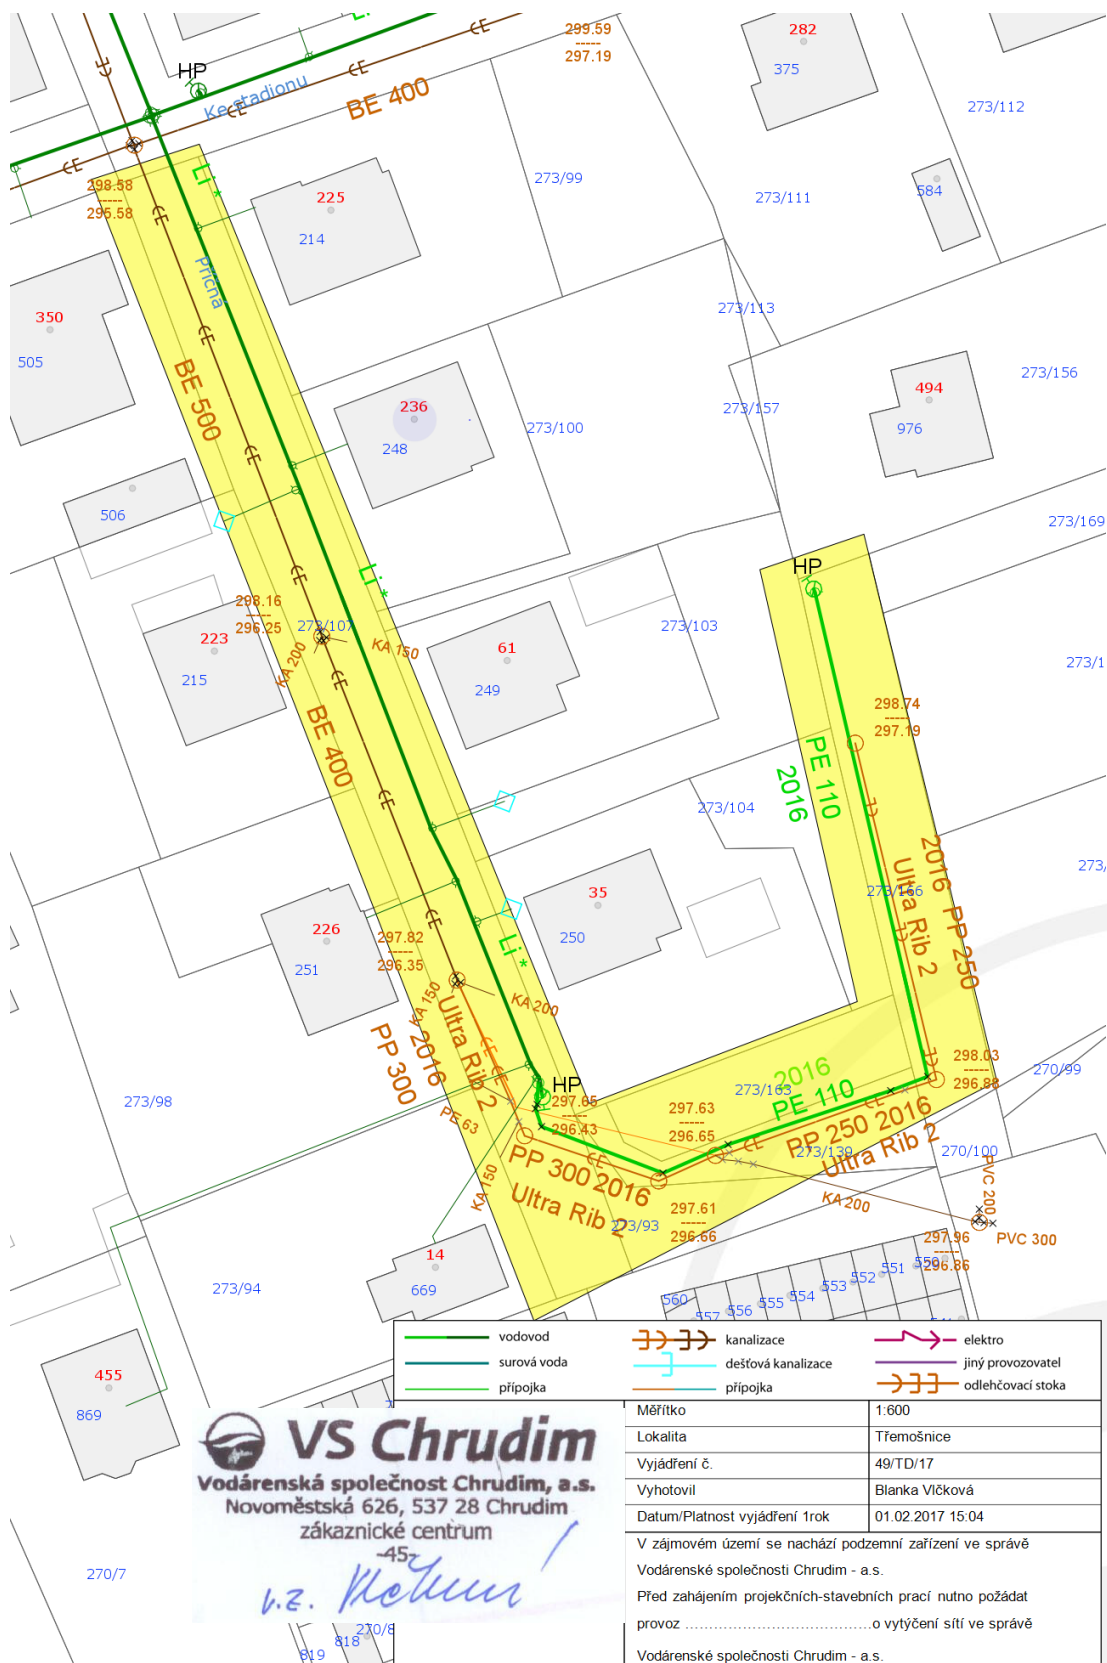 Li
299.59
-----
297.19
282
375
HP
Ke stadionu
BE 400
273/112
298.58
-----
295.58
Li *
225
214
273/99
273/111
584
Příčná
350
505
273/113
BE 500
236
248
273/100
273/157
494
976
273/156
506
273/169
HP
Li *
298.16
-----
296.25
273/107
KA 150
KA 200
223
215
61
249
273/103
273/1
BE 400
298.74
-----
297.19
PE 110
2016
273/104
273/
35
250
273/166
Ultra Rib 2
2016 PP 250
226
251
297.82
-----
296.35
Li *
KA 150
KA 200
Ultra Rib 2
2016
PP 300
HP
297.65
-----
296.43
PE 63
273/98
2016
PE 110
273/163
298.03
-----
296.88
270/99
297.63
-----
296.65
PP 250 2016
Ultra Rib 2
273/139
270/100
PP 300 2016
Ultra Rib 2
KA 150
273/93
297.61
-----
296.66
KA 200
PVC 200
PVC 300
297.96
-----
296.86
14
669
273/94
560
557
556
555
554
553
552
551
550
541
455
869
vodovod
surová voda
přípojka
kanalizace
dešťová kanalizace
přípojka
elektro
jiný provozovatel
odlehčovací stoka
VS Chrudim
Vodárenská společnost Chrudim, a.s.
Novoměstská 626, 537 28 Chrudim
zákaznické centrum
-45-
v.z.
Měřítko 1:600
Lokalita Třemošnice
Vyjádření č. 49/TD/17
Vyhotovil Blanka Vlčková
Datum/Platnost vyjádření 1rok 01.02.2017 15:04
V zájmovém území se nachází podzemní zařízení ve správě
Vodárenské společnosti Chrudim - a.s.
Před zahájením projekčních-stavebních prací nutno požádat
provoz ......................................o vytýčení sítí ve správě
Vodárenské společnosti Chrudim - a.s.
270/7
270/8
818
819